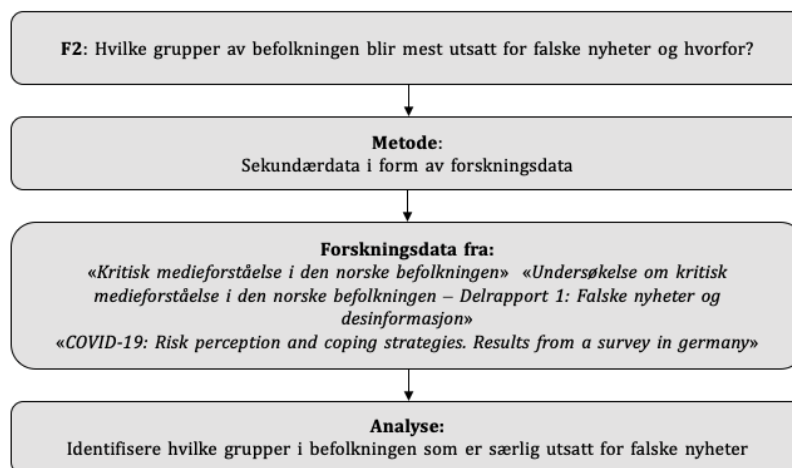 F2: Hvilke grupper av befolkningen blir mest utsatt for falske nyheter og hvorfor?
Metode:
Sekundærdata i form av forskningsdata
Forskningsdata fra:
«Kritisk medieforståelse i den norske befolkningen» «Undersøkelse om kritisk
medieforståelse i den norske befolkningen – Delrapport 1: Falske nyheter og
desinformasjon»
«COVID-19: Risk perception and coping strategies. Results from a survey in germany»
Analyse:
Identifisere hvilke grupper i befolkningen som er særlig utsatt for falske nyheter